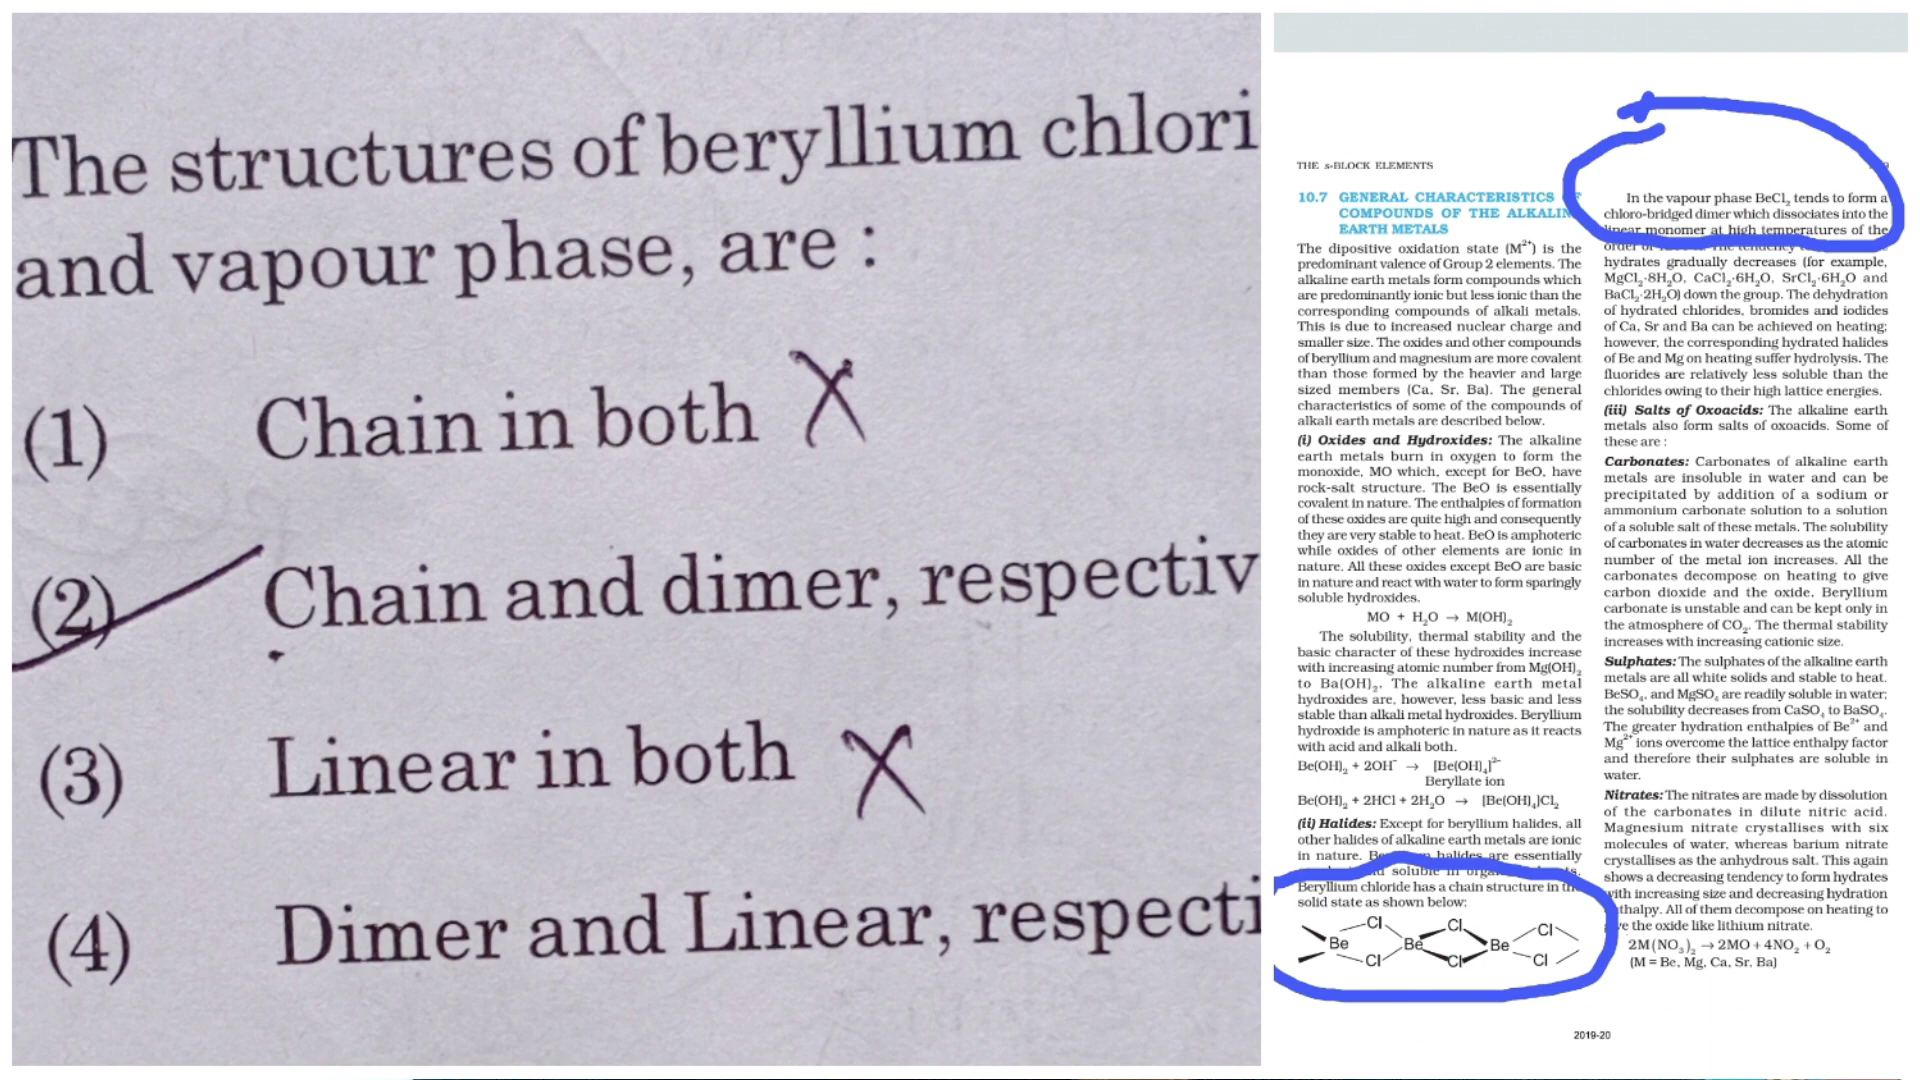 The structures of beryllium chlori
and vapour phase, are :
(1) Chain in both
(2) Chain and dimer, respectiv
(3) Linear in both
(4) Dimer and Linear, respecti
THE s-BLOCK ELEMENTS
10.7 GENERAL CHARACTERISTICS
COMPOUNDS OF THE ALKALIN
EARTH METALS
The dipositive oxidation state (M²⁺) is the
predominant valence of Group 2 elements. The
alkaline earth metals form compounds which
are predominantly ionic but less ionic than the
corresponding compounds of alkali metals.
This is due to increased nuclear charge and
smaller size. The oxides and other compounds
of beryllium and magnesium are more covalent
than those formed by the heavier and large
sized members (Ca, Sr, Ba). The general
characteristics of some of the compounds of
alkali earth metals are described below.
(i) Oxides and Hydroxides: The alkaline
earth metals burn in oxygen to form the
monoxide, MO which, except for BeO, have
rock-salt structure. The BeO is essentially
covalent in nature. The enthalpies of formation
of these oxides are quite high and consequently
they are very stable to heat. BeO is amphoteric
while oxides of other elements are ionic in
nature. All these oxides except BeO are basic
in nature and react with water to form sparingly
soluble hydroxides.
MO + H₂O → M(OH)₂
The solubility, thermal stability and the
basic character of these hydroxides increase
with increasing atomic number from Mg(OH)₂
to Ba(OH)₂. The alkaline earth metal
hydroxides are, however, less basic and less
stable than alkali metal hydroxides. Beryllium
hydroxide is amphoteric in nature as it reacts
with acid and alkali both.
Be(OH)₂ + 2OH⁻ → [Be(OH)₄]²⁻
Beryllate ion
Be(OH)₂ + 2HCl + 2H₂O → [Be(OH)₄]Cl₂
(ii) Halides: Except for beryllium halides, all
other halides of alkaline earth metals are ionic
in nature. halides are essentially
soluble in
Beryllium chloride has a chain structure in the
solid state as shown below:
Cl Cl Cl
Be Be Be
Cl Cl Cl
In the vapour phase BeCl₂ tends to form a
chloro-bridged dimer which dissociates into the
linear monomer at high temperatures of the
order of The tendency
hydrates gradually decreases (for example,
MgCl₂·8H₂O, CaCl₂·6H₂O, SrCl₂·6H₂O and
BaCl₂·2H₂O) down the group. The dehydration
of hydrated chlorides, bromides and iodides
of Ca, Sr and Ba can be achieved on heating;
however, the corresponding hydrated halides
of Be and Mg on heating suffer hydrolysis. The
fluorides are relatively less soluble than the
chlorides owing to their high lattice energies.
(iii) Salts of Oxoacids: The alkaline earth
metals also form salts of oxoacids. Some of
these are :
Carbonates: Carbonates of alkaline earth
metals are insoluble in water and can be
precipitated by addition of a sodium or
ammonium carbonate solution to a solution
of a soluble salt of these metals. The solubility
of carbonates in water decreases as the atomic
number of the metal ion increases. All the
carbonates decompose on heating to give
carbon dioxide and the oxide. Beryllium
carbonate is unstable and can be kept only in
the atmosphere of CO₂. The thermal stability
increases with increasing cationic size.
Sulphates: The sulphates of the alkaline earth
metals are all white solids and stable to heat.
BeSO₄, and MgSO₄ are readily soluble in water;
the solubility decreases from CaSO₄ to BaSO₄.
The greater hydration enthalpies of Be²⁺ and
Mg²⁺ ions overcome the lattice enthalpy factor
and therefore their sulphates are soluble in
water.
Nitrates: The nitrates are made by dissolution
of the carbonates in dilute nitric acid.
Magnesium nitrate crystallises with six
molecules of water, whereas barium nitrate
crystallises as the anhydrous salt. This again
shows a decreasing tendency to form hydrates
with increasing size and decreasing hydration
enthalpy. All of them decompose on heating to
the oxide like lithium nitrate.
2M(NO₃)₂ → 2MO + 4NO₂ + O₂
(M = Be, Mg, Ca, Sr, Ba)
2019-20